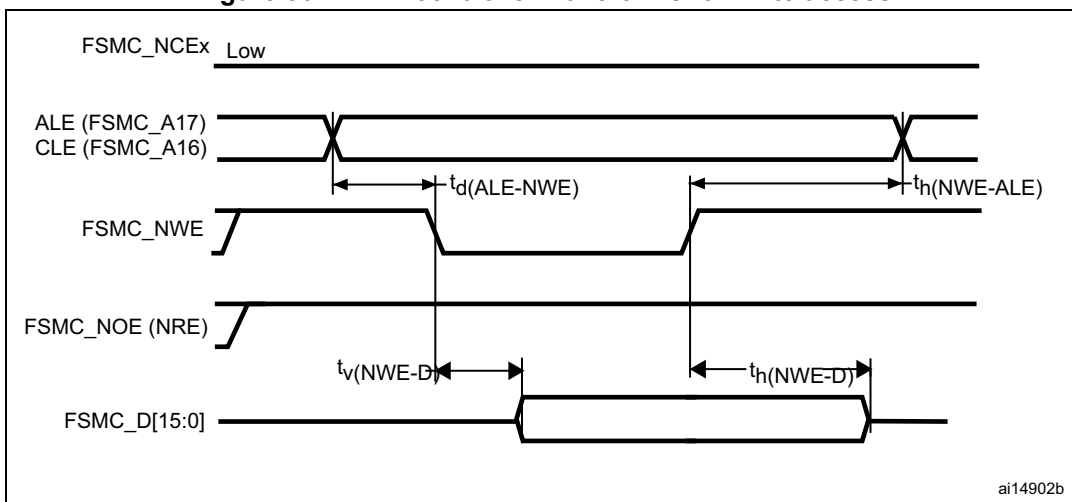 FSMC_NCEx Low
ALE (FSMC_A17)
CLE (FSMC_A16)
td(ALE-NWE)
th(NWE-ALE)
FSMC_NWE
FSMC_NOE (NRE)
tv(NWE-D)
th(NWE-D)
FSMC_D[15:0]
ai14902b